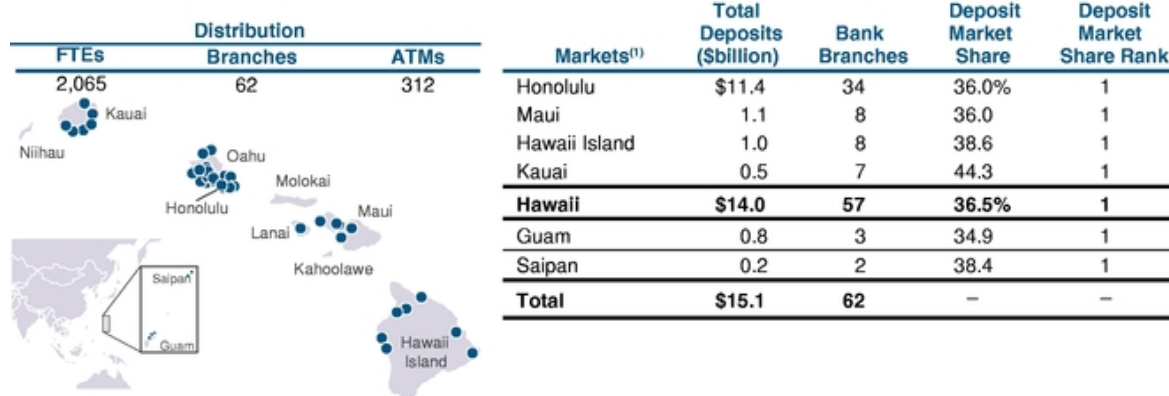 Distribution
FTEs Branches ATMs
2,065 62 312
Kauai
Niihau
Oahu
Honolulu
Molokai
Lanai
Maui
Kahoolawe
Hawaii
Island
Saipan
Guam
Total Deposit Deposit
Deposits Bank Market Market
Markets(1) ($billion) Branches Share Share Rank
Honolulu $11.4 34 36.0% 1
Maui 1.1 8 36.0 1
Hawaii Island 1.0 8 38.6 1
Kauai 0.5 7 44.3 1
Hawaii $14.0 57 36.5% 1
Guam 0.8 3 34.9 1
Saipan 0.2 2 38.4 1
Total $15.1 62 – –